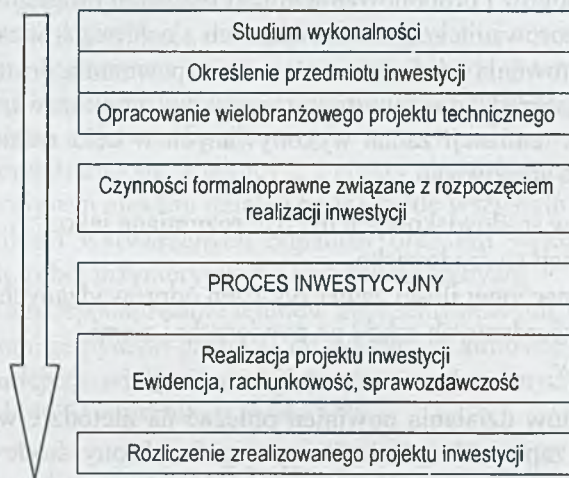 Studium wykonalności
Określenie przedmiotu inwestycji
Opracowanie wielobranżowego projektu technicznego
Czynności formalnoprawne związane z rozpoczęciem
realizacji inwestycji
PROCES INWESTYCYJNY
Realizacja projektu inwestycji
Ewidencja, rachunkowość, sprawozdawczość
Rozliczenie zrealizowanego projektu inwestycji